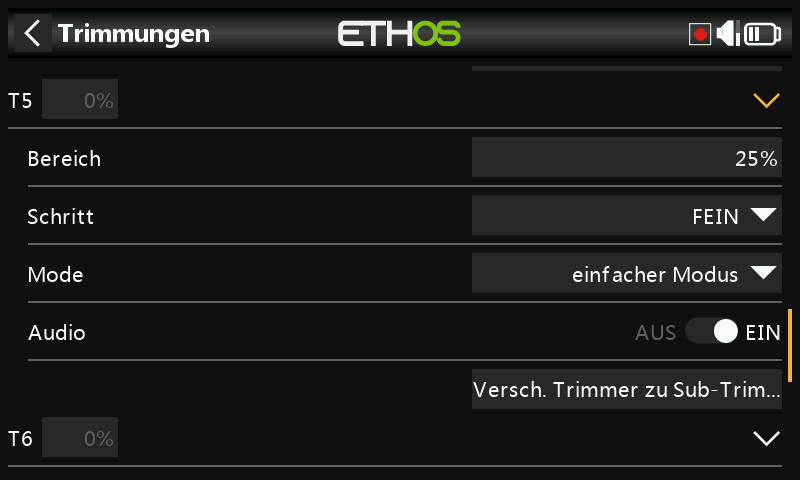 Trimmungen ETHOS
T5 0%
Bereich 25%
Schritt FEIN
Mode einfacher Modus
Audio AUS EIN
Versch. Trimmer zu Sub-Trim...
T6 0%